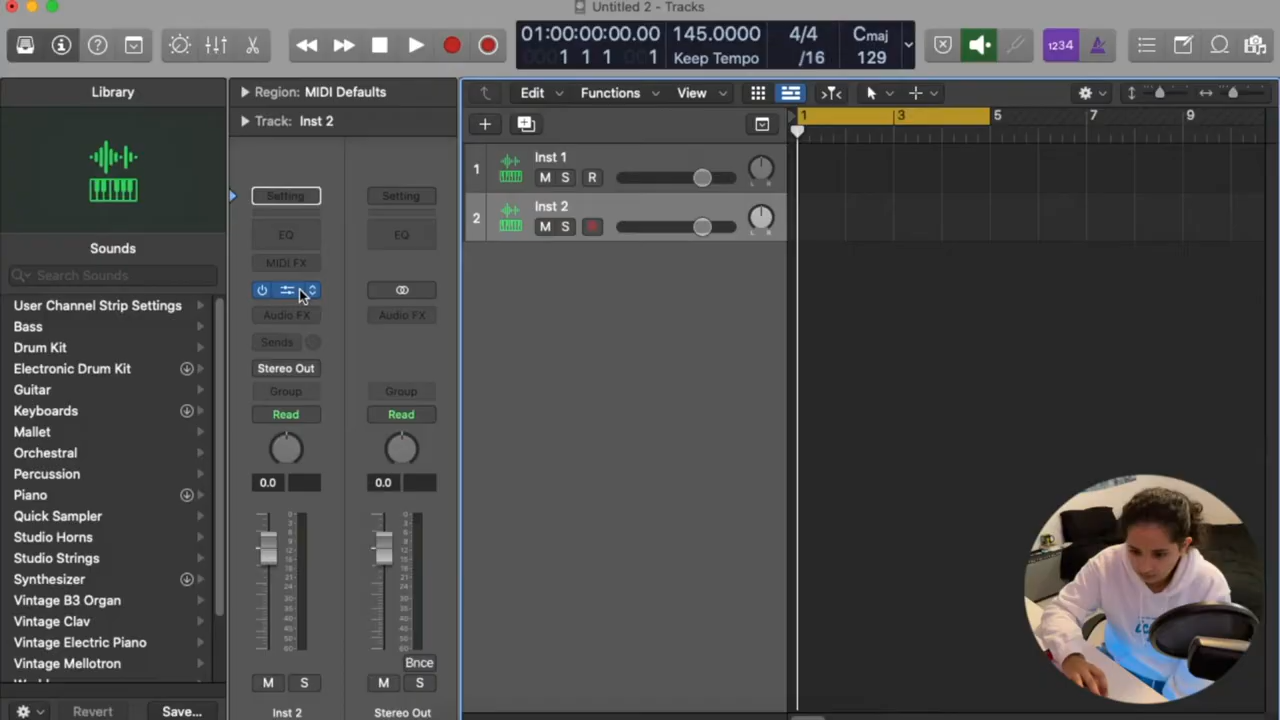 Untitled 2 - Tracks
01:00:00:00.00
1 1 1 1
145.0000
Keep Tempo
4/4
/16
Cmaj
129
1234
Library
Region: MIDI Defaults
Edit
Functions
View
Track: Inst 2
1
3
5
7
9
Sounds
Search Sounds
User Channel Strip Settings
Bass
Drum Kit
Electronic Drum Kit
Guitar
Keyboards
Mallet
Orchestral
Percussion
Piano
Quick Sampler
Studio Horns
Studio Strings
Synthesizer
Vintage B3 Organ
Vintage Clav
Vintage Electric Piano
Vintage Mellotron
Revert
Save...
Setting
EQ
MIDI FX
Audio FX
Sends
Stereo Out
Group
Read
0.0
M S
Inst 2
Setting
EQ
Audio FX
Group
Read
0.0
Bnce
M S
Stereo Out
1
Inst 1
M S R
L R
2
Inst 2
M S
L R